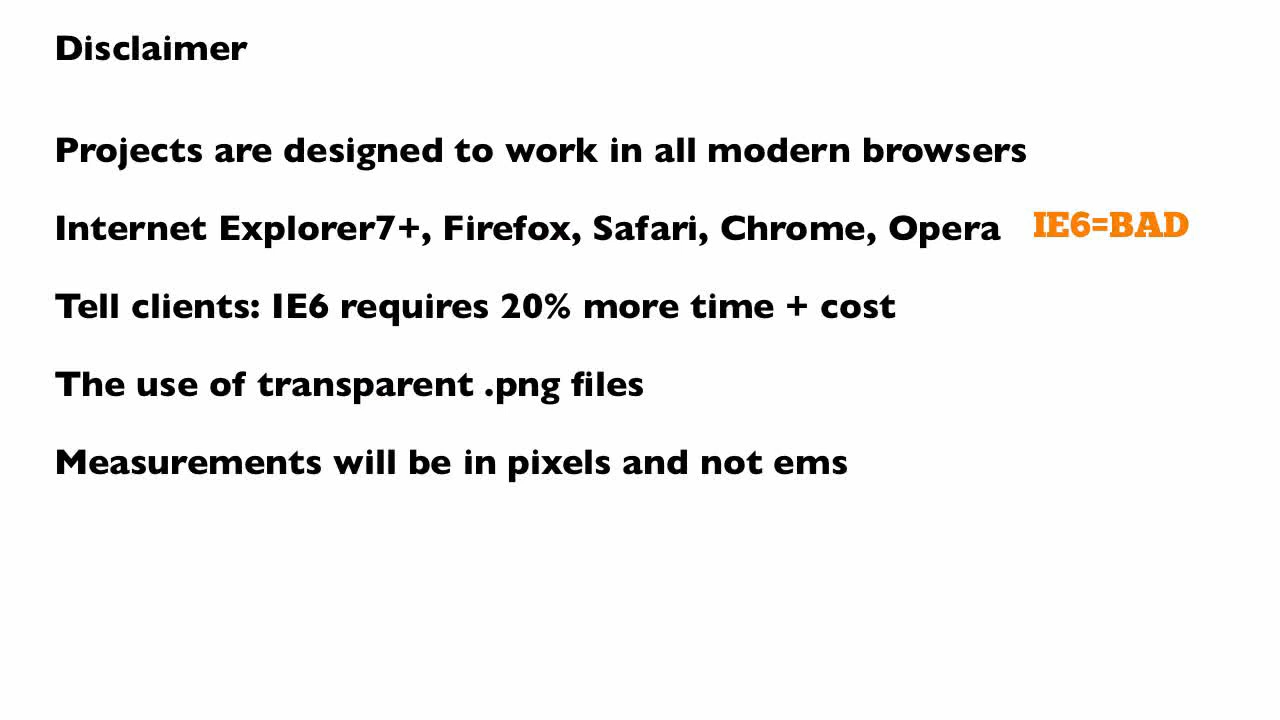 Disclaimer
Projects are designed to work in all modern browsers
Internet Explorer7+, Firefox, Safari, Chrome, Opera IE6=BAD
Tell clients: IE6 requires 20% more time + cost
The use of transparent .png files
Measurements will be in pixels and not ems